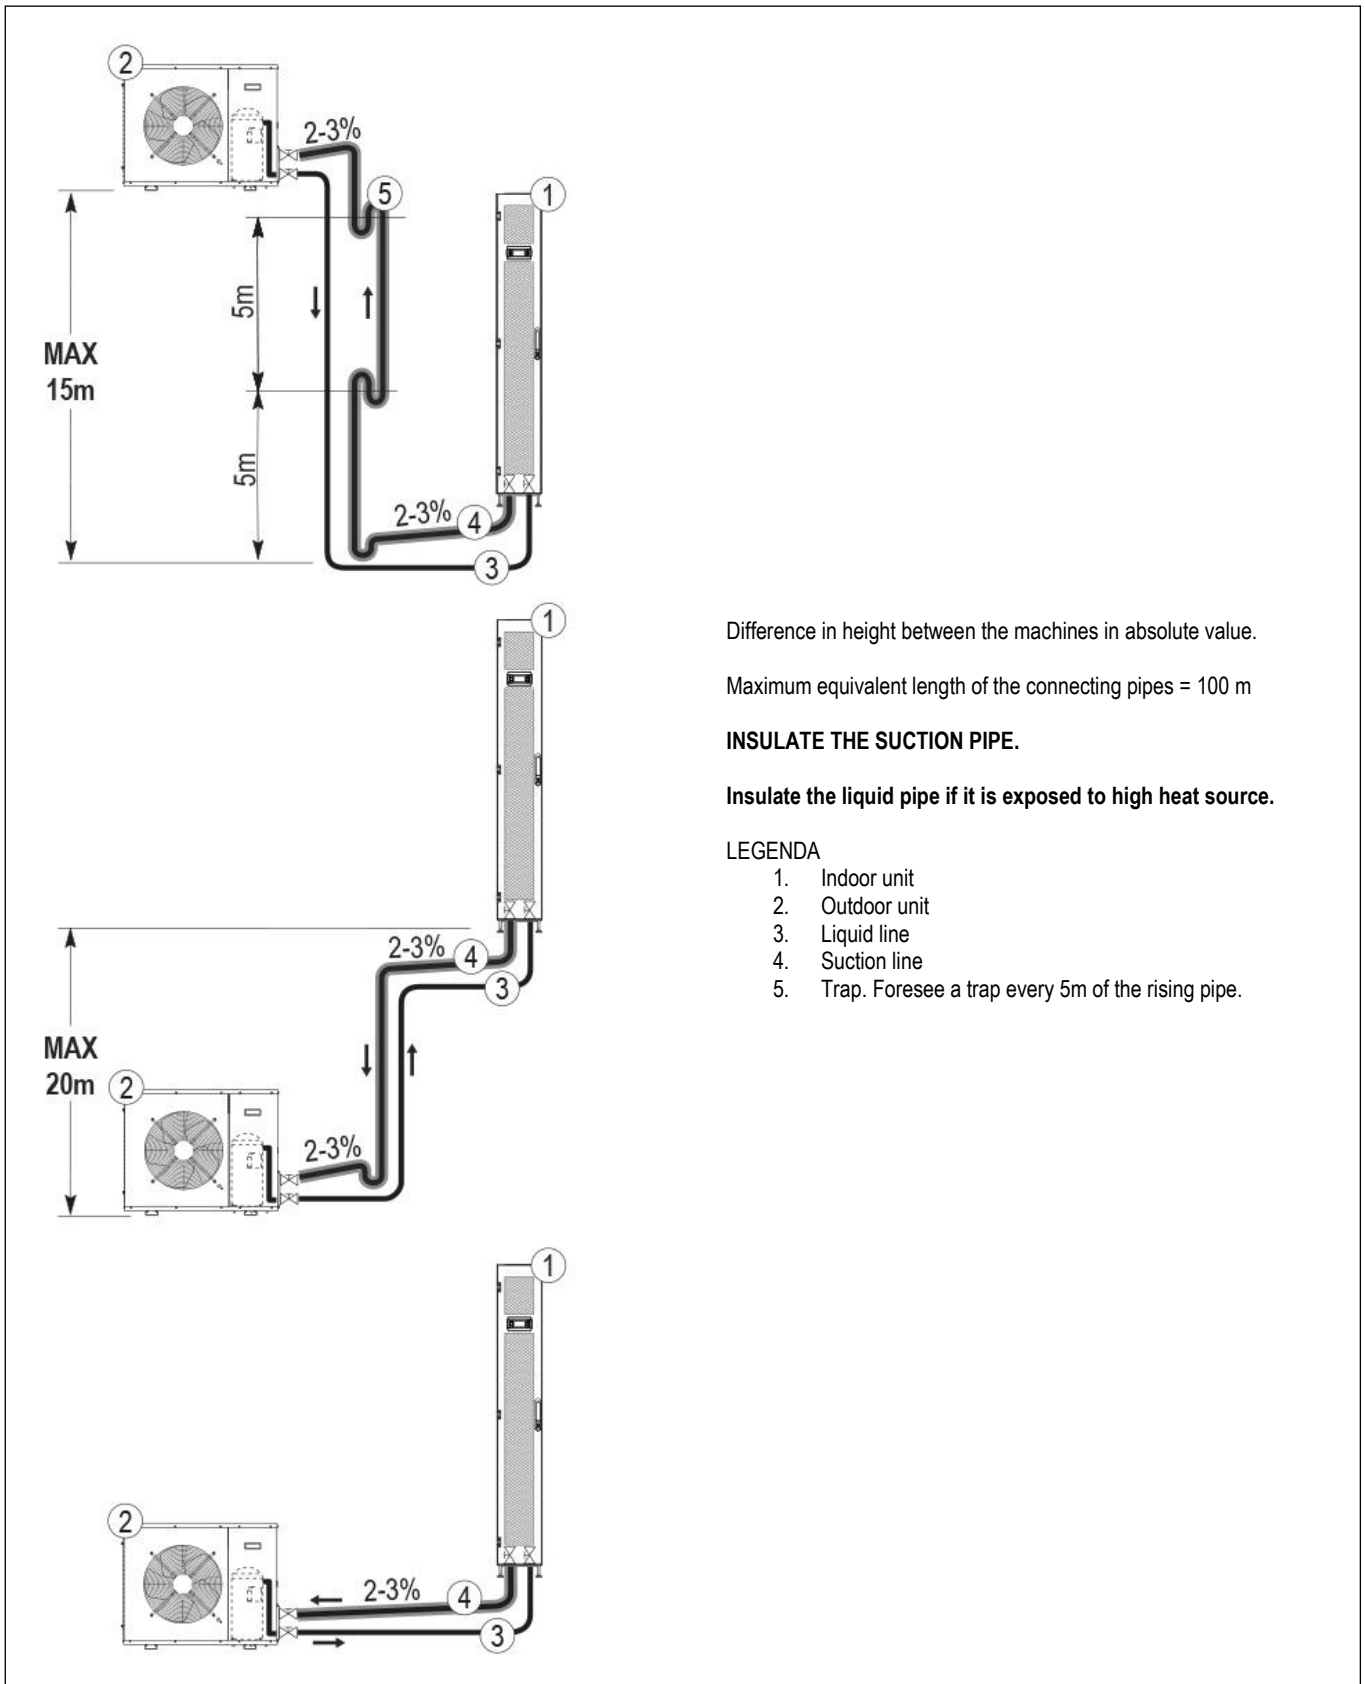 2
2-3%
5
1
5m
MAX
15m
5m
2-3%
4
3
1
Difference in height between the machines in absolute value.
Maximum equivalent length of the connecting pipes = 100 m
INSULATE THE SUCTION PIPE.
Insulate the liquid pipe if it is exposed to high heat source.
LEGENDA
1. Indoor unit
2. Outdoor unit
3. Liquid line
4. Suction line
5. Trap. Foresee a trap every 5m of the rising pipe.
2-3%
4
3
MAX
20m
2
2-3%
1
2
2-3%
4
3